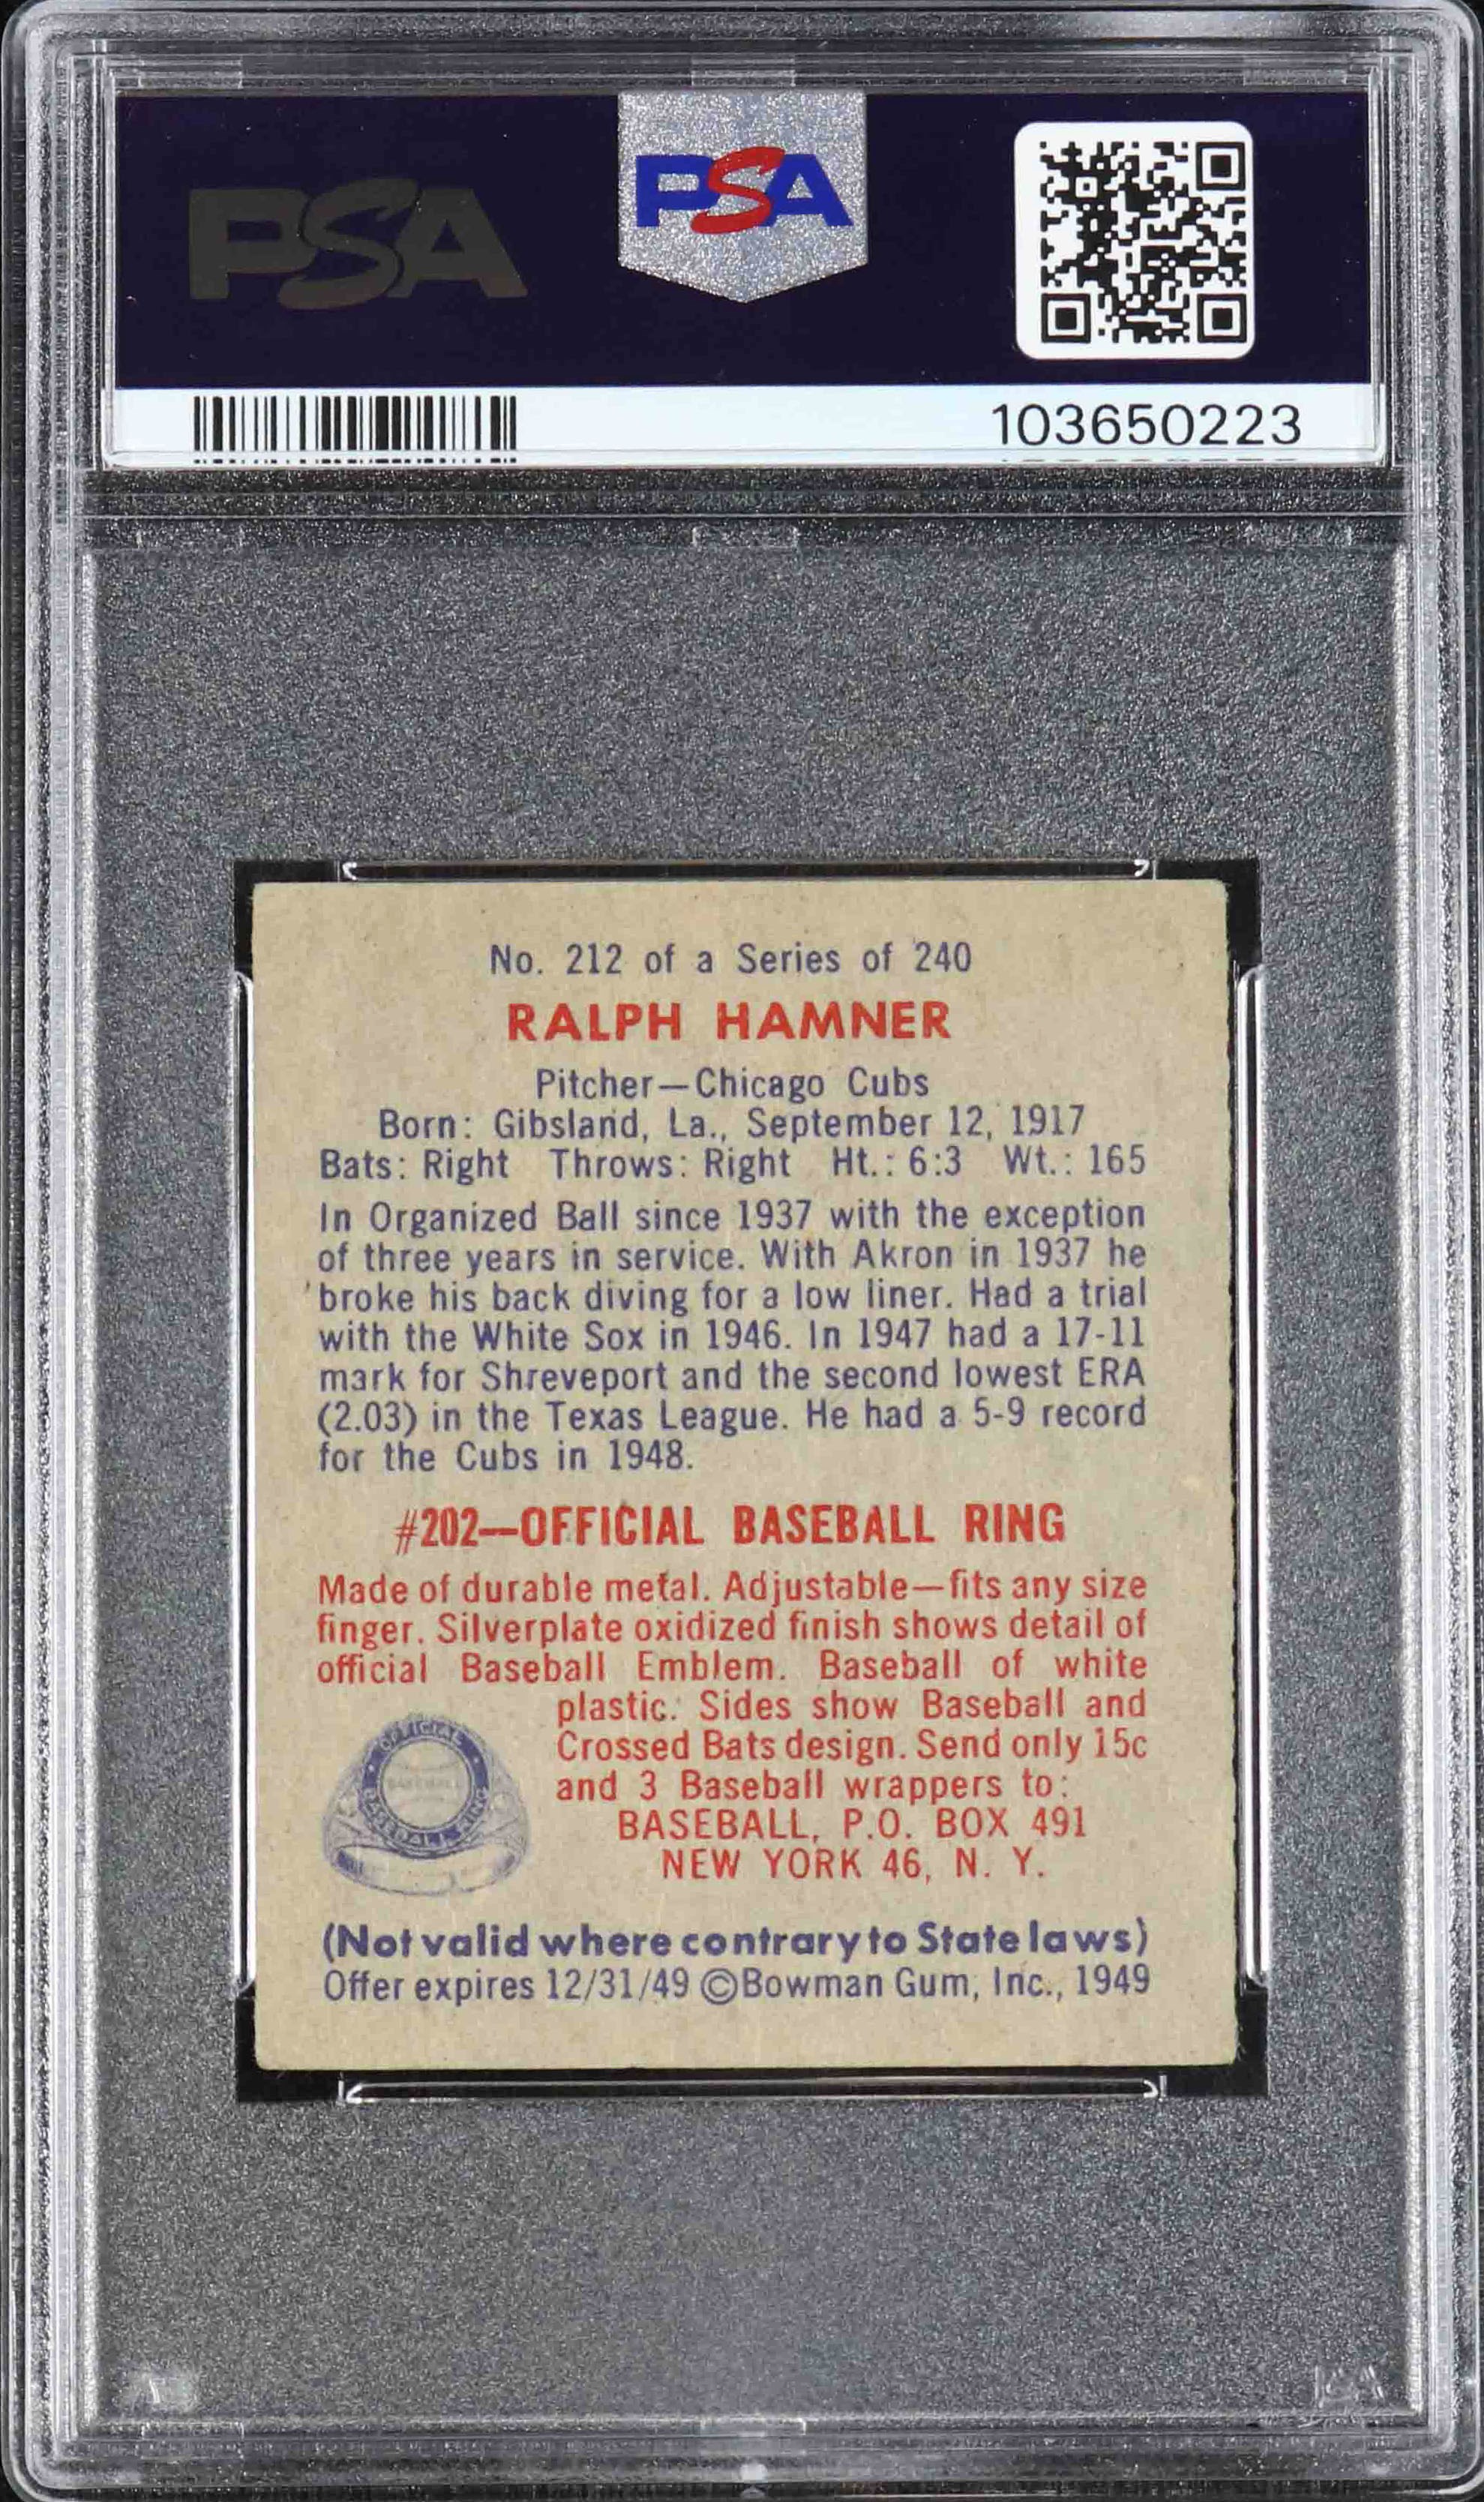 PSA
PSA
103650223
No. 212 of a Series of 240
RALPH HAMNER
Pitcher—Chicago Cubs
Born: Gibsland, La., September 12, 1917
Bats: Right Throws: Right Ht.: 6:3 Wt.: 165
In Organized Ball since 1937 with the exception
of three years in service. With Akron in 1937 he
broke his back diving for a low liner. Had a trial
with the White Sox in 1946. In 1947 had a 17-11
mark for Shreveport and the second lowest ERA
(2.03) in the Texas League. He had a 5-9 record
for the Cubs in 1948.
#202—OFFICIAL BASEBALL RING
Made of durable metal. Adjustable—fits any size
finger. Silverplate oxidized finish shows detail of
official Baseball Emblem. Baseball of white
plastic. Sides show Baseball and
Crossed Bats design. Send only 15c
and 3 Baseball wrappers to:
BASEBALL, P.O. BOX 491
NEW YORK 46, N. Y.
OFFICIAL
BASEBALL
BASEBALL RING
(Not valid where contrary to State laws)
Offer expires 12/31/49 ©Bowman Gum, Inc., 1949